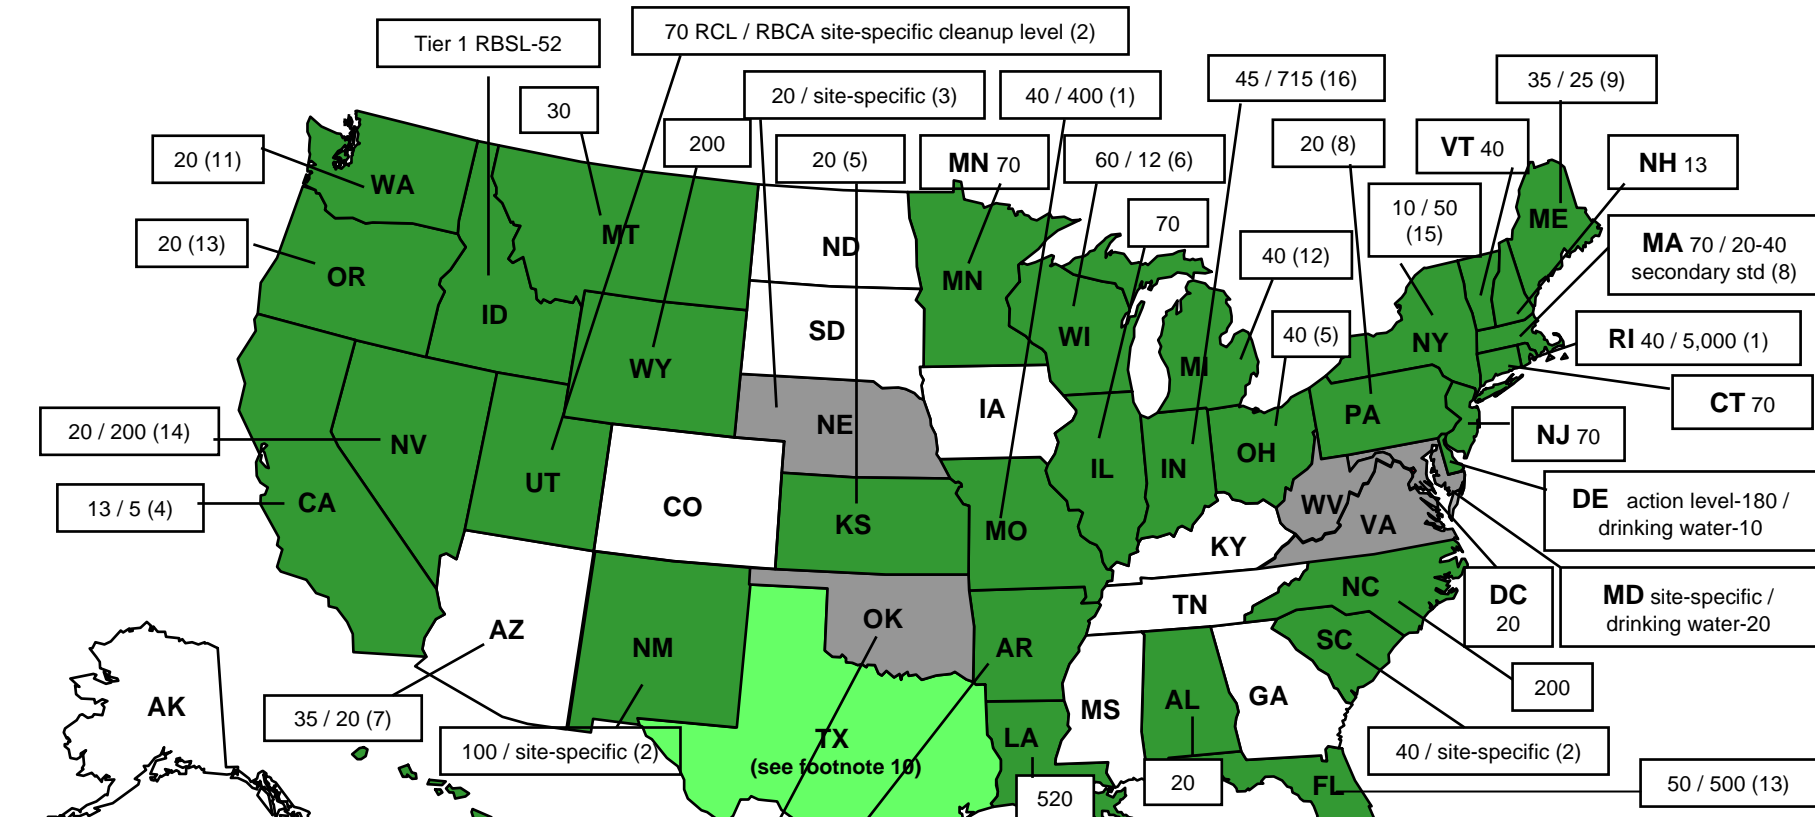 70 RCL / RBCA site-specific cleanup level (2)
Tier 1 RBSL-52
45 / 715 (16)
35 / 25 (9)
20 / site-specific (3)
40 / 400 (1)
30
200
20 (5)
MN 70
60 / 12 (6)
20 (8)
VT 40
NH 13
20 (11)
WA
10 / 50
(15)
ME
70
MT
20 (13)
ND
40 (12)
MA 70 / 20-40
secondary std (8)
OR
MN
ID
SD
WI
40 (5)
NY
RI 40 / 5,000 (1)
WY
MI
IA
PA
CT 70
NE
20 / 200 (14)
NV
NJ 70
OH
IL
IN
UT
13 / 5 (4)
CA
CO
KS
MO
WV
VA
DE action level-180 /
drinking water-10
KY
NC
TN
DC
20
MD site-specific /
drinking water-20
OK
AZ
NM
AR
SC
200
AK
35 / 20 (7)
MS
AL
GA
100 / site-specific (2)
TX
(see footnote 10)
LA
40 / site-specific (2)
520
20
FL
50 / 500 (13)